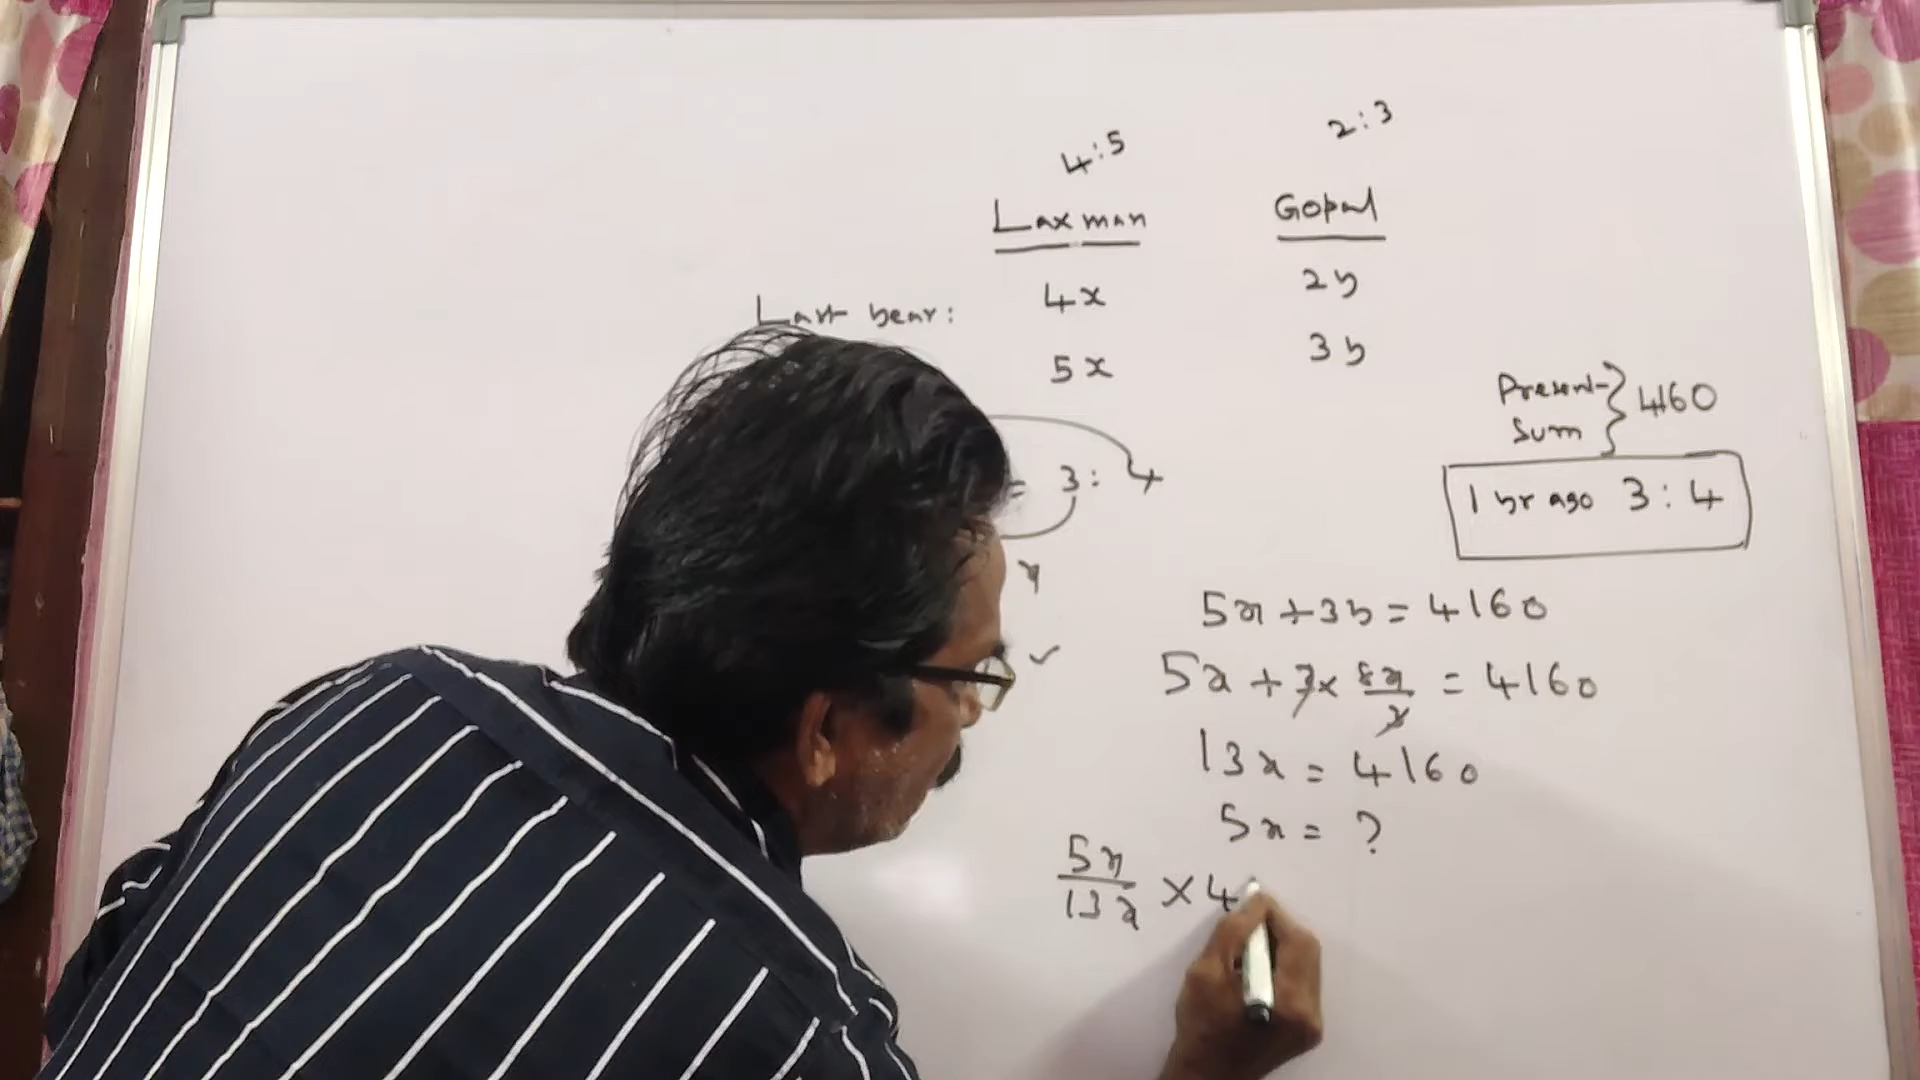 4:5
2:3
Laxman
Gopal
Last year:
4x
2y
5x
3y
Present
Sum } 4160
= 3: 4
1 yr ago 3 : 4
5x + 3y = 4160
5x + 3 x 8x/3 = 4160
13x = 4160
5x = ?
5x/13x × 4